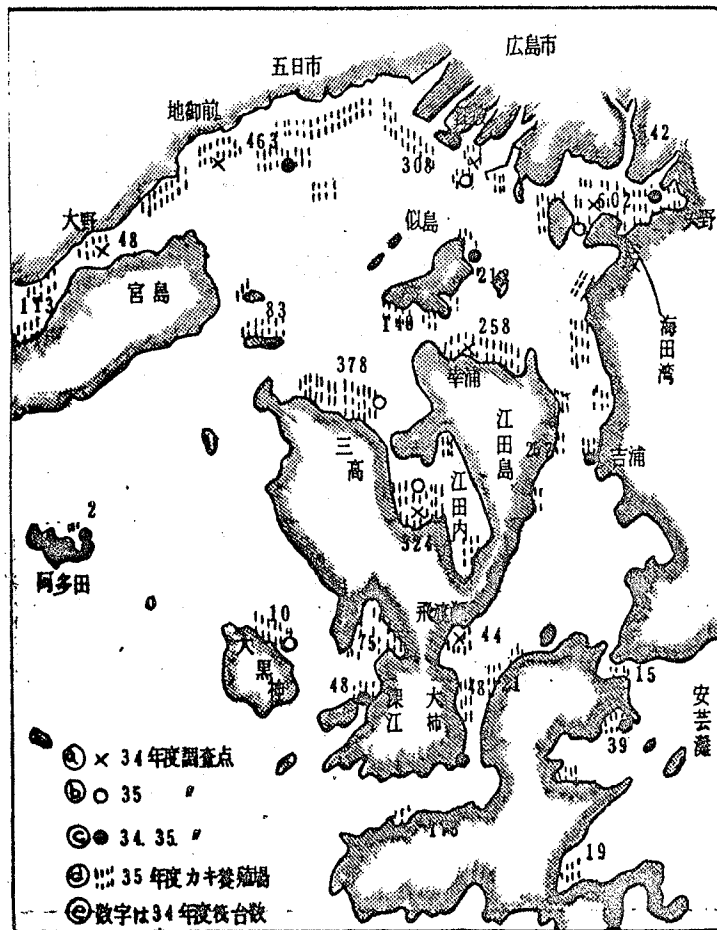 広島市
五日市
地御前
42
463
308
602
大野
似島
矢野
48
213
宮島
113
83
140
258
海田湾
378
幸浦
江田島
三高
吉浦
江田内
2
324
阿多田
飛渡瀬
10
44
大黒神
75
15
48
深江
大柿
安芸灘
39
ⓐ × 34年度調査点
ⓑ ○ 35 〃
ⓒ ● 34.35. 〃
19
ⓓ 35年度カキ養殖場
ⓔ 数字は34年度筏台数